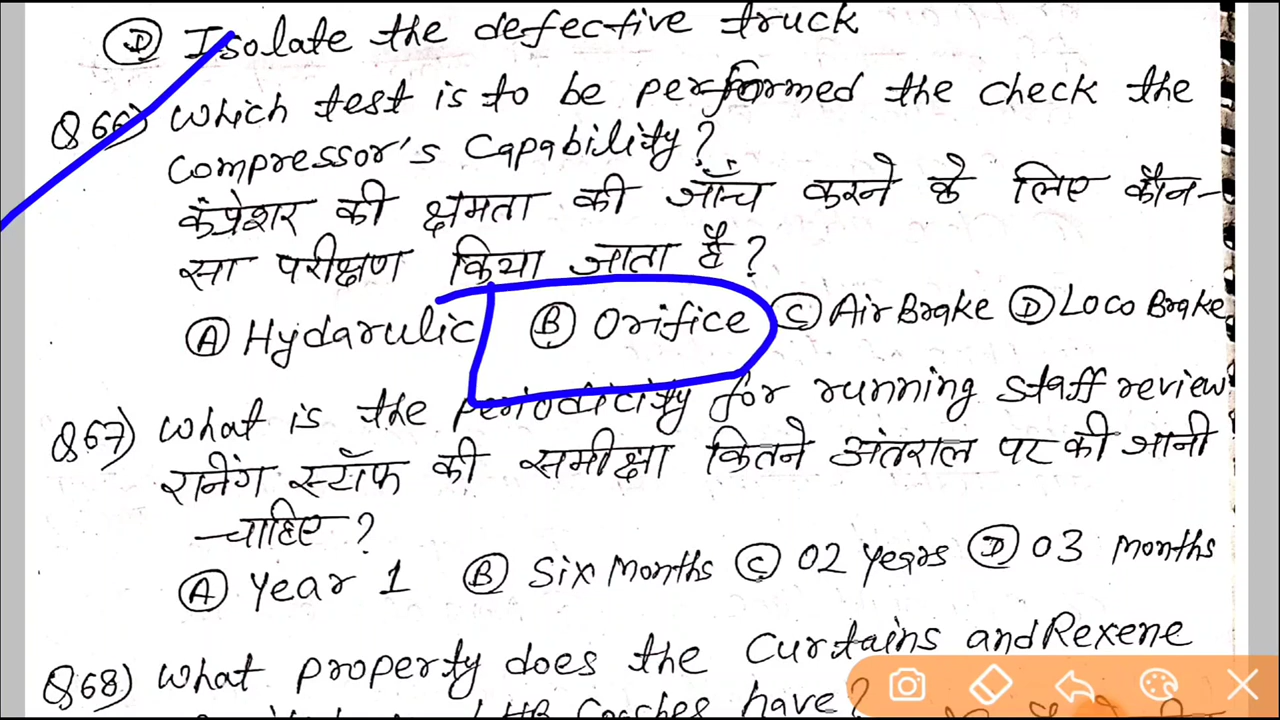 (D) Isolate the defective truck
Q66) Which test is to be performed the check the
Compressor's Capability?
कंप्रेशर की क्षमता की जाँच करने के लिए कौन-
सा परीक्षण किया जाता है?
(A) Hydarulic (B) Orifice (C) Air Brake (D) Loco Brake
Q67) What is the periodicity for running staff review
रानिंग स्टॉफ की समीक्षा कितने अंतराल पर की जानी
चाहिए?
(A) Year 1 (B) Six Months (C) 02 years (D) 03 Months
Q68) What property does the Curtains and Rexene
LHB Coaches have?